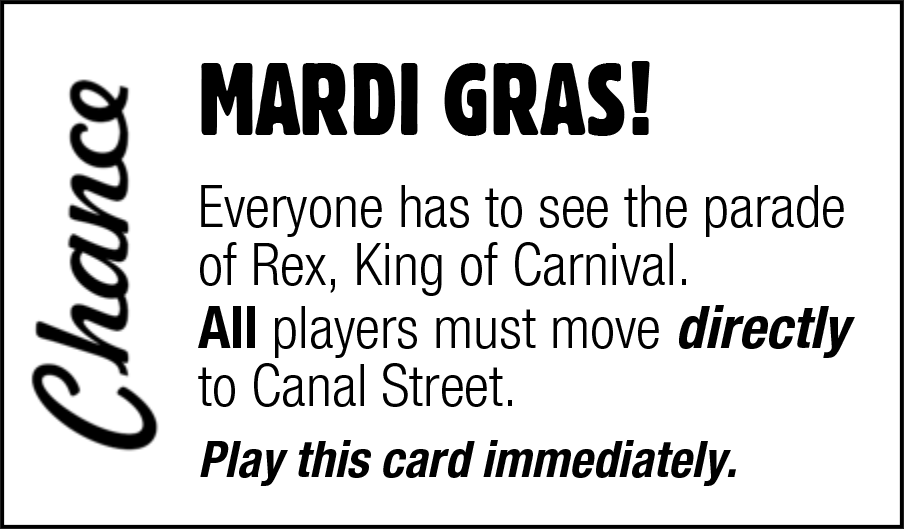 Chance
MARDI GRAS!
Everyone has to see the parade
of Rex, King of Carnival.
All players must move directly
to Canal Street.
Play this card immediately.